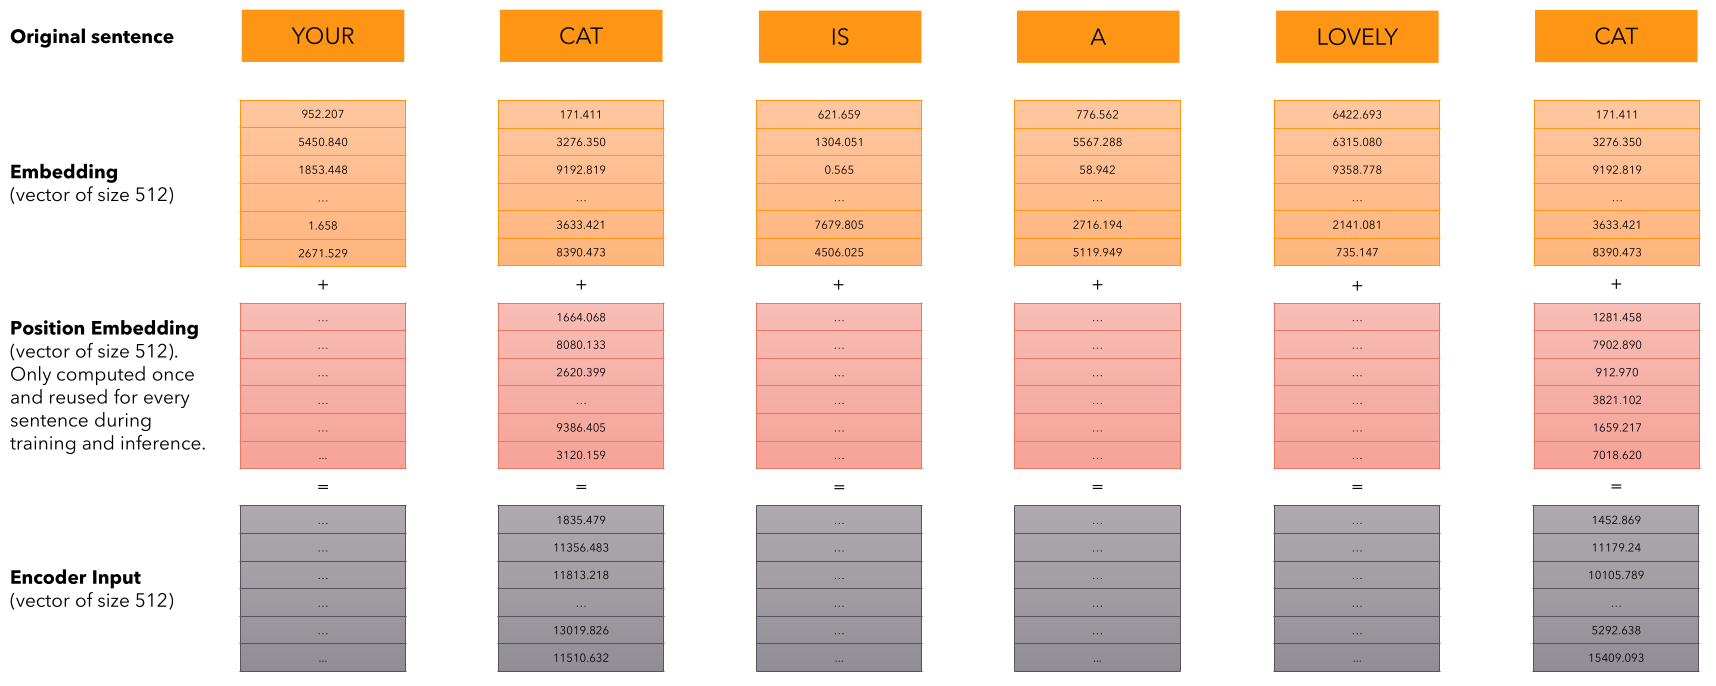 Original sentence YOUR CAT IS A LOVELY CAT
952.207 171.411 621.659 776.562 6422.693 171.411
5450.840 3276.350 1304.051 5567.288 6315.080 3276.350
Embedding
(vector of size 512)
1853.448 9192.819 0.565 58.942 9358.778 9192.819
... ... ... ... ... ...
1.658 3633.421 7679.805 2716.194 2141.081 3633.421
2671.529 8390.473 4506.025 5119.949 735.147 8390.473
+ + + + + +
Position Embedding
(vector of size 512).
Only computed once
and reused for every
sentence during
training and inference.
... 1664.068 ... ... ... 1281.458
... 8080.133 ... ... ... 7902.890
... 2620.399 ... ... ... 912.970
... ... ... ... ... 3821.102
... 9386.405 ... ... ... 1659.217
... 3120.159 ... ... ... 7018.620
= = = = = =
Encoder Input
(vector of size 512)
... 1835.479 ... ... ... 1452.869
... 11356.483 ... ... ... 11179.24
... 11813.218 ... ... ... 10105.789
... ... ... ... ... ...
... 13019.826 ... ... ... 5292.638
... 11510.632 ... ... ... 15409.093